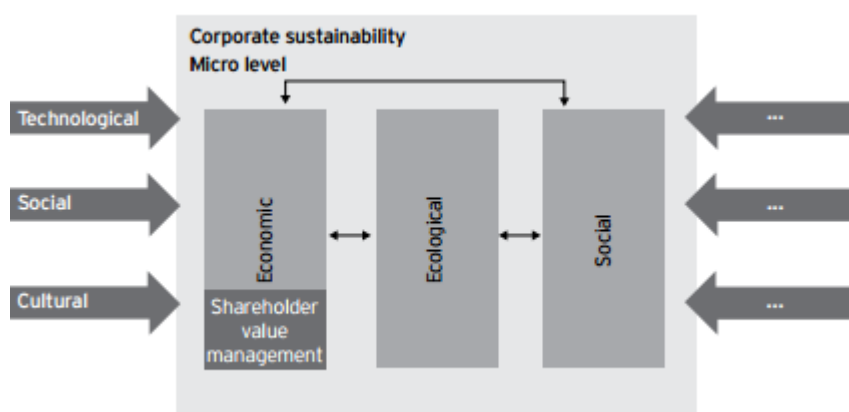 Corporate sustainability
Micro level
Technological
Social
Cultural
Economic
Shareholder
value
management
Ecological
Social
...
...
...